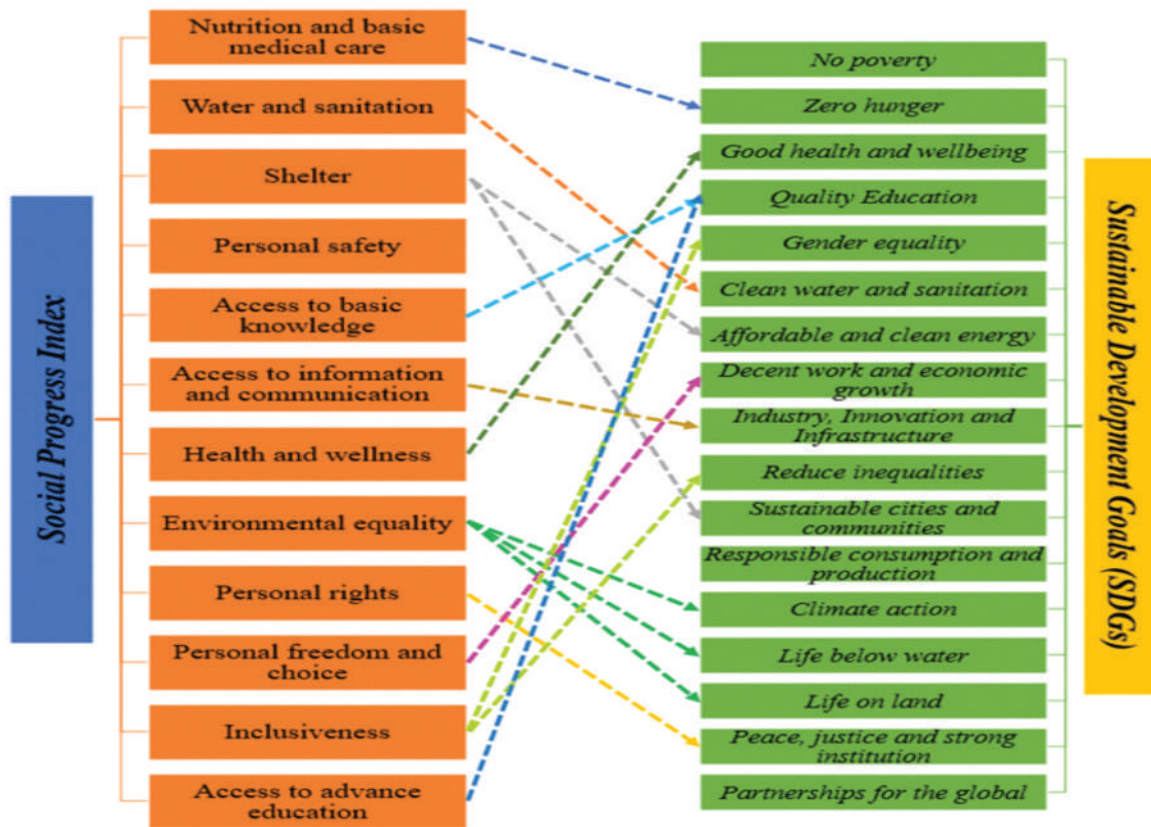 Social Progress Index
Nutrition and basic
medical care
Water and sanitation
Shelter
Personal safety
Access to basic
knowledge
Access to information
and communication
Health and wellness
Environmental equality
Personal rights
Personal freedom and
choice
Inclusiveness
Access to advance
education
No poverty
Zero hunger
Good health and wellbeing
Quality Education
Gender equality
Clean water and sanitation
Affordable and clean energy
Decent work and economic
growth
Industry, Innovation and
Infrastructure
Reduce inequalities
Sustainable cities and
communities
Responsible consumption and
production
Climate action
Life below water
Life on land
Peace, justice and strong
institution
Partnerships for the global
Sustainable Development Goals (SDGs)